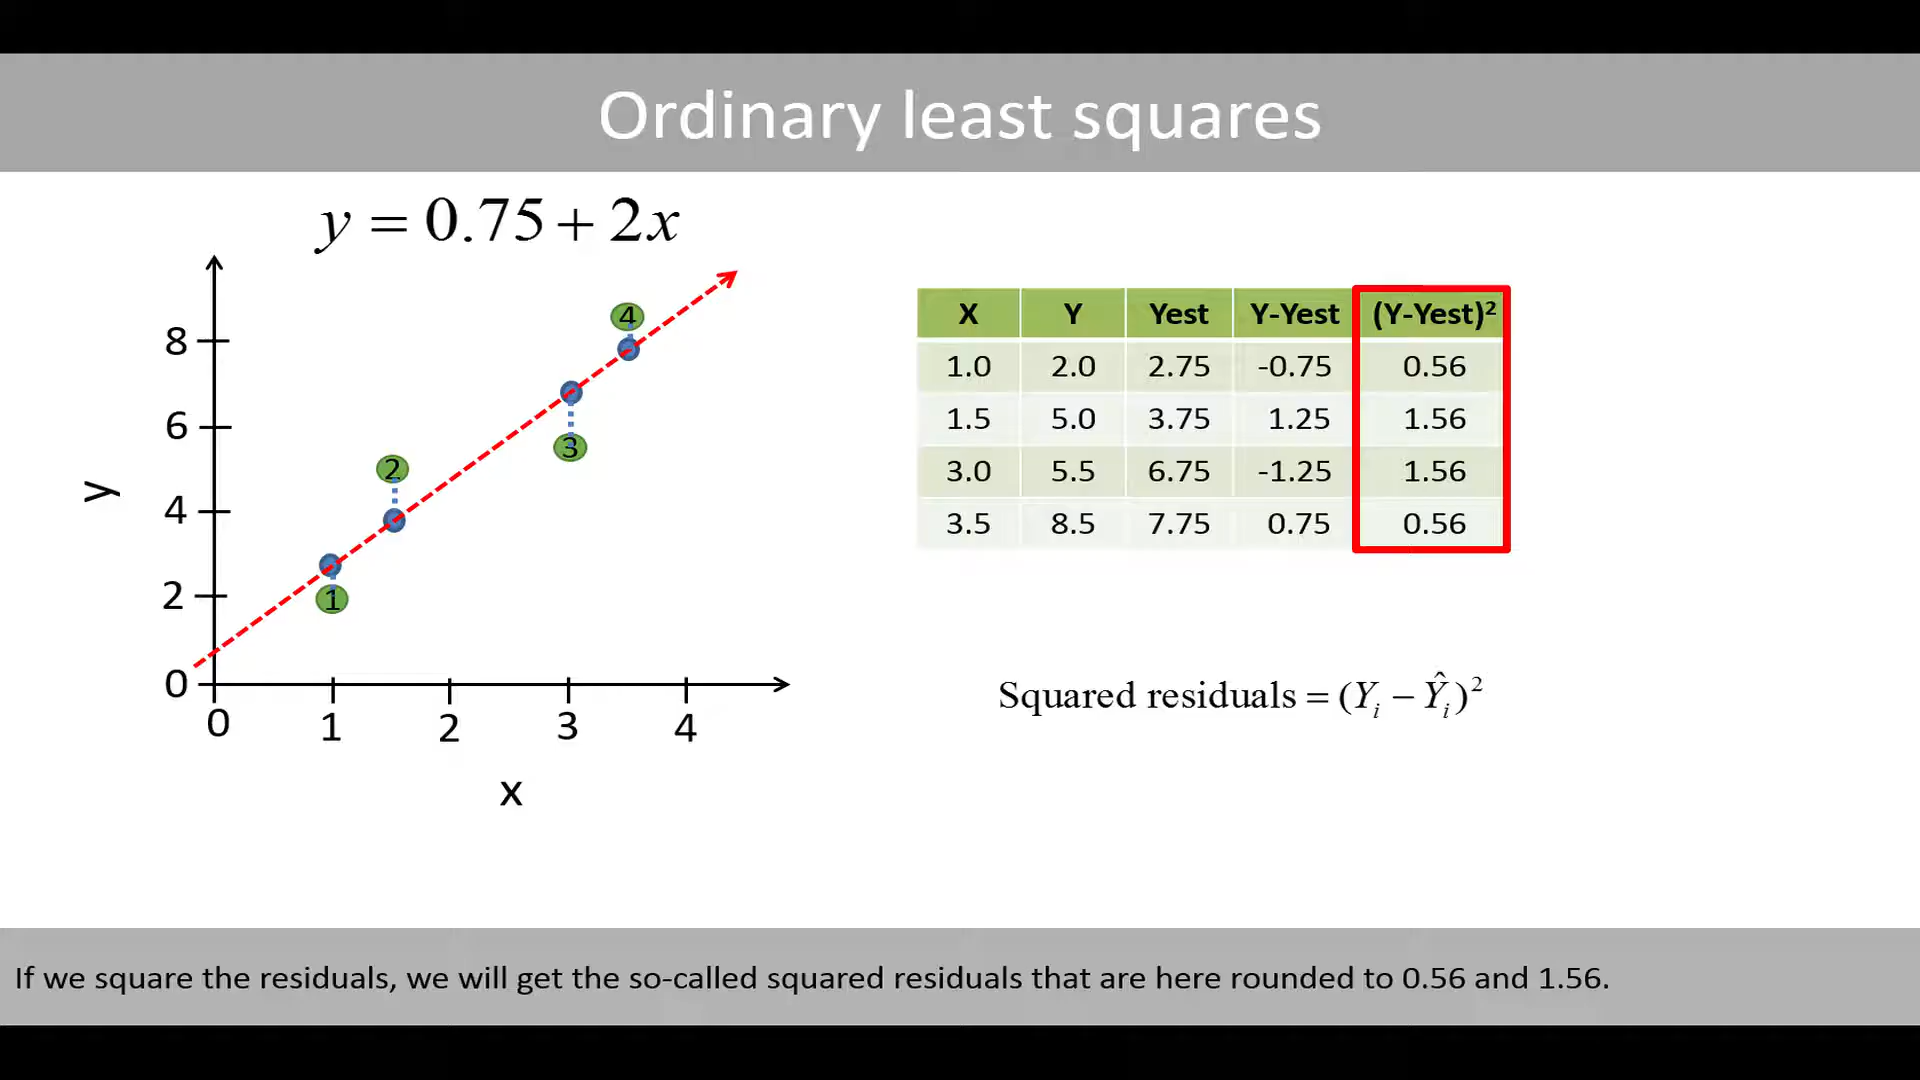 Ordinary least squares
y = 0.75 + 2x
8
6
4
2
0
y
0 1 2 3 4
x
4
3
2
1
X Y Yest Y-Yest (Y-Yest)²
1.0 2.0 2.75 -0.75 0.56
1.5 5.0 3.75 1.25 1.56
3.0 5.5 6.75 -1.25 1.56
3.5 8.5 7.75 0.75 0.56
Squared residuals = (Yᵢ − Ŷᵢ)²
If we square the residuals, we will get the so-called squared residuals that are here rounded to 0.56 and 1.56.